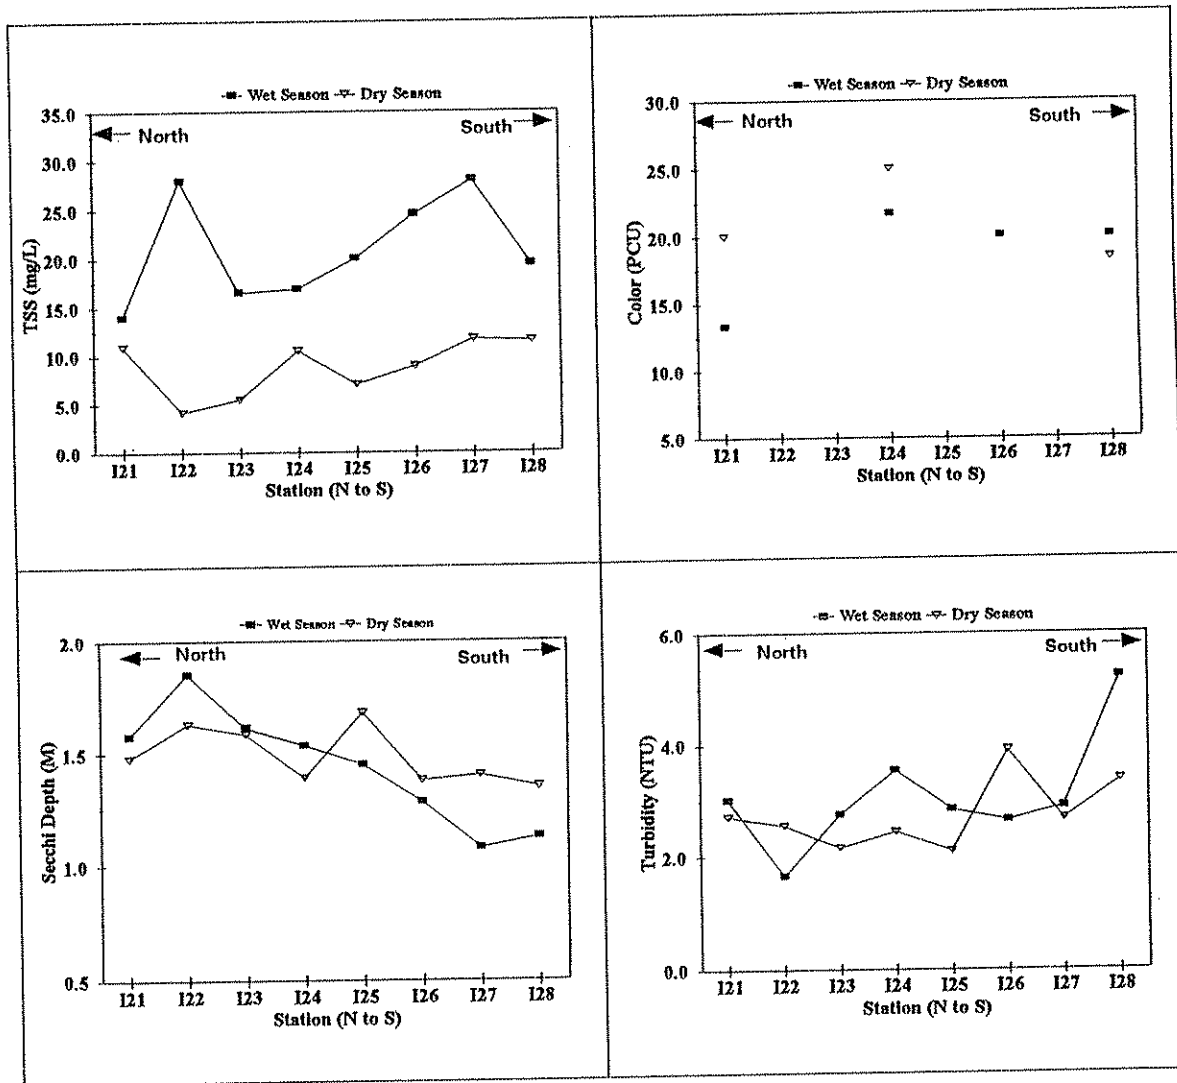 Wet Season Dry Season
35.0
North South
30.0
25.0
20.0
15.0
10.0
5.0
0.0
TSS (mg/L)
I21 I22 I23 I24 I25 I26 I27 I28
Station (N to S)
Wet Season Dry Season
30.0
North South
25.0
20.0
15.0
10.0
5.0
Color (PCU)
I21 I22 I23 I24 I25 I26 I27 I28
Station (N to S)
Wet Season Dry Season
2.0
North South
1.5
1.0
0.5
Secchi Depth (M)
I21 I22 I23 I24 I25 I26 I27 I28
Station (N to S)
Wet Season Dry Season
6.0
North South
4.0
2.0
0.0
Turbidity (NTU)
I21 I22 I23 I24 I25 I26 I27 I28
Station (N to S)